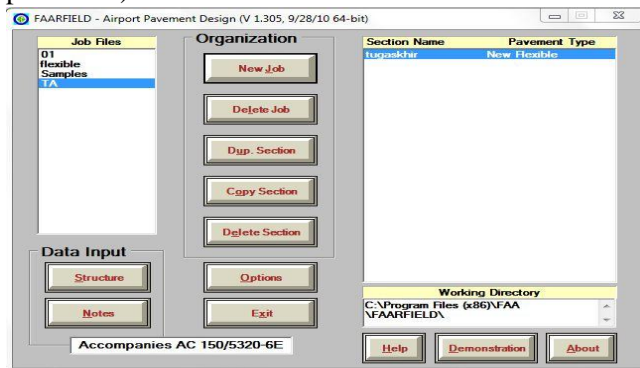 FAARFIELD - Airport Pavement Design (V 1.305, 9/28/10 64-bit)
Job Files
01
flexible
Samples
TA
Organization
New Job
Delete Job
Dup. Section
Copy Section
Delete Section
Section Name Pavement Type
tugaskhir New Flexible
Data Input
Structure
Notes
Options
Exit
Working Directory
C:\Program Files (x86)\FAA
\FAARFIELD\
Accompanies AC 150/5320-6E
Help
Demonstration
About